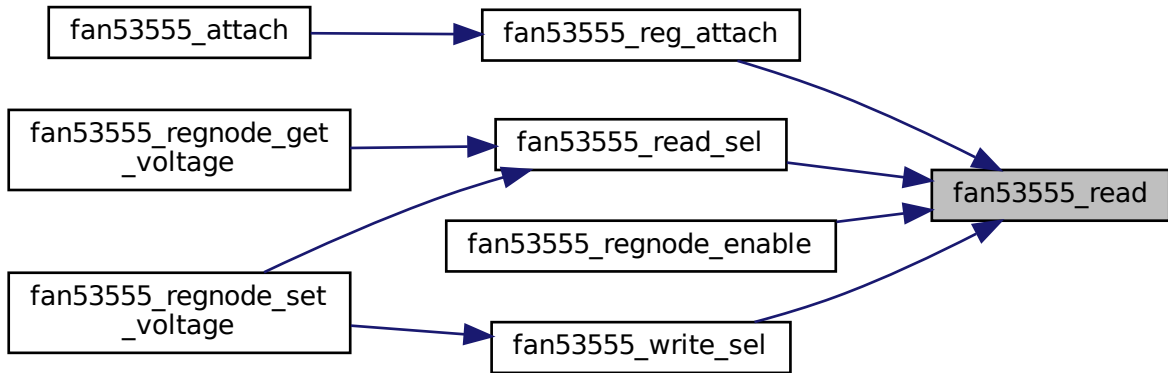 fan53555_attach
fan53555_reg_attach
fan53555_regnode_get
_voltage
fan53555_read_sel
fan53555_read
fan53555_regnode_enable
fan53555_regnode_set
_voltage
fan53555_write_sel